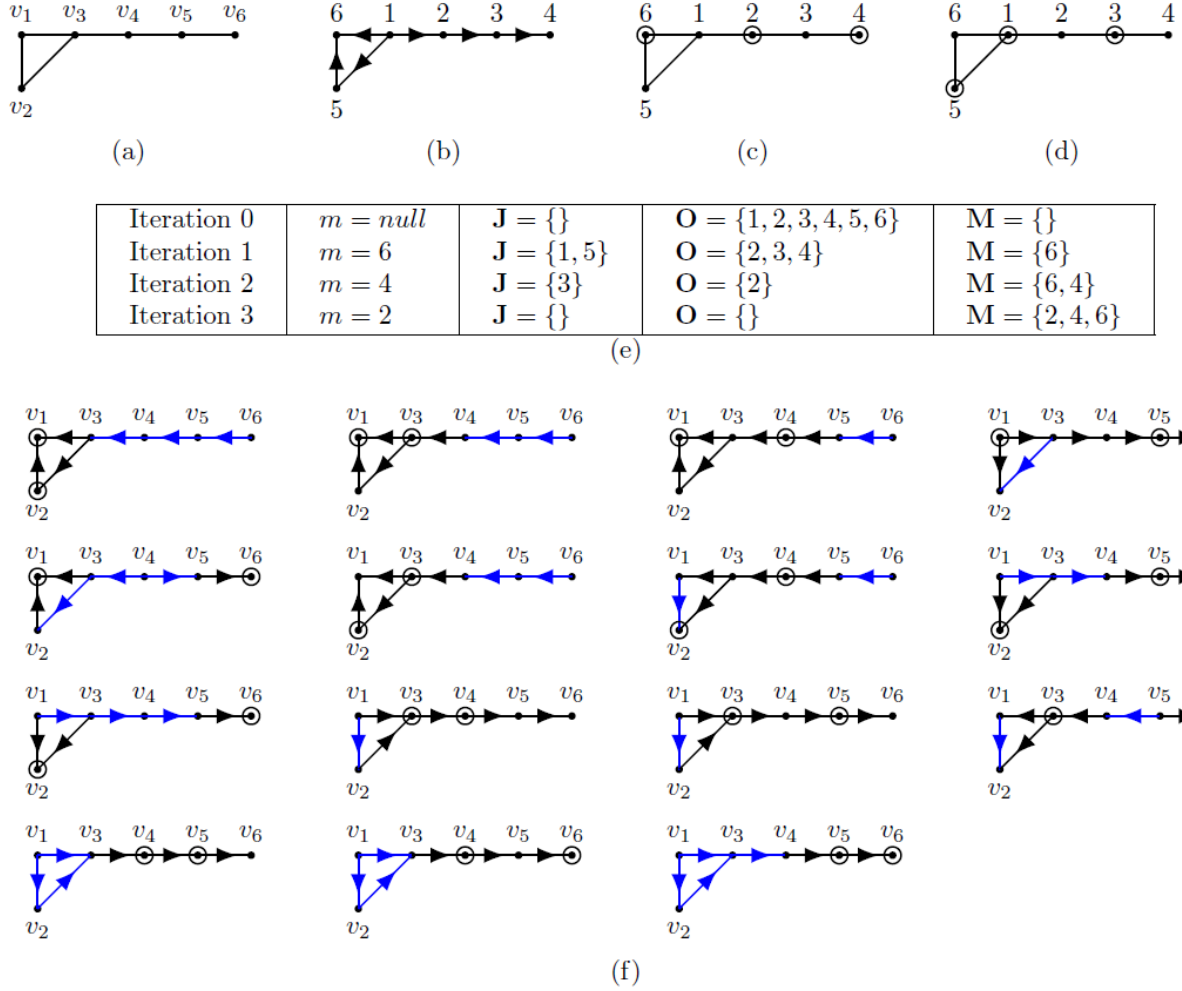 v₁ v₃ v₄ v₅ v₆ 6 1 2 3 4 6 1 2 3 4 6 1 2 3 4
v₂ 5 5 5
(a) (b) (c) (d)
Iteration 0 m = null J = {} O = {1, 2, 3, 4, 5, 6} M = {}
Iteration 1 m = 6 J = {1, 5} O = {2, 3, 4} M = {6}
Iteration 2 m = 4 J = {3} O = {2} M = {6, 4}
Iteration 3 m = 2 J = {} O = {} M = {2, 4, 6}
(e)
v₁ v₃ v₄ v₅ v₆ v₁ v₃ v₄ v₅ v₆ v₁ v₃ v₄ v₅ v₆ v₁ v₃ v₄ v₅
v₂ v₂ v₂ v₂
v₁ v₃ v₄ v₅ v₆ v₁ v₃ v₄ v₅ v₆ v₁ v₃ v₄ v₅ v₆ v₁ v₃ v₄ v₅
v₂ v₂ v₂ v₂
v₁ v₃ v₄ v₅ v₆ v₁ v₃ v₄ v₅ v₆ v₁ v₃ v₄ v₅ v₆ v₁ v₃ v₄ v₅
v₂ v₂ v₂ v₂
v₁ v₃ v₄ v₅ v₆ v₁ v₃ v₄ v₅ v₆ v₁ v₃ v₄ v₅ v₆
v₂ v₂ v₂
(f)